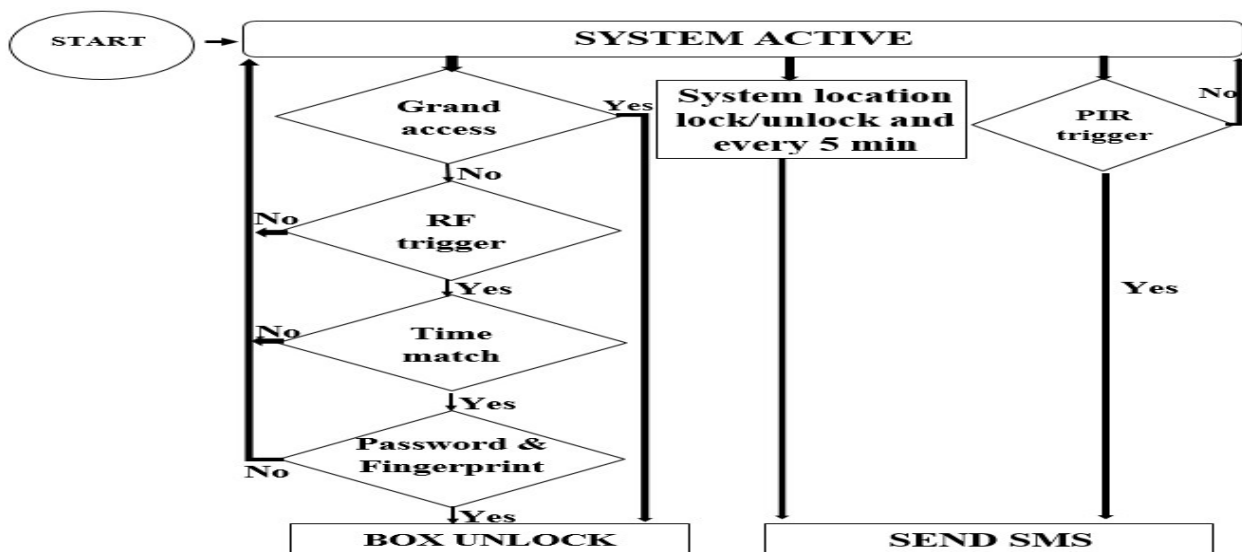 START
SYSTEM ACTIVE
Grand
access
Yes
System location
lock/unlock and
every 5 min
PIR
trigger
No
No
RF
trigger
No
Yes
Yes
Time
match
No
Yes
Password &
Fingerprint
No
Yes
BOX UNLOCK
SEND SMS